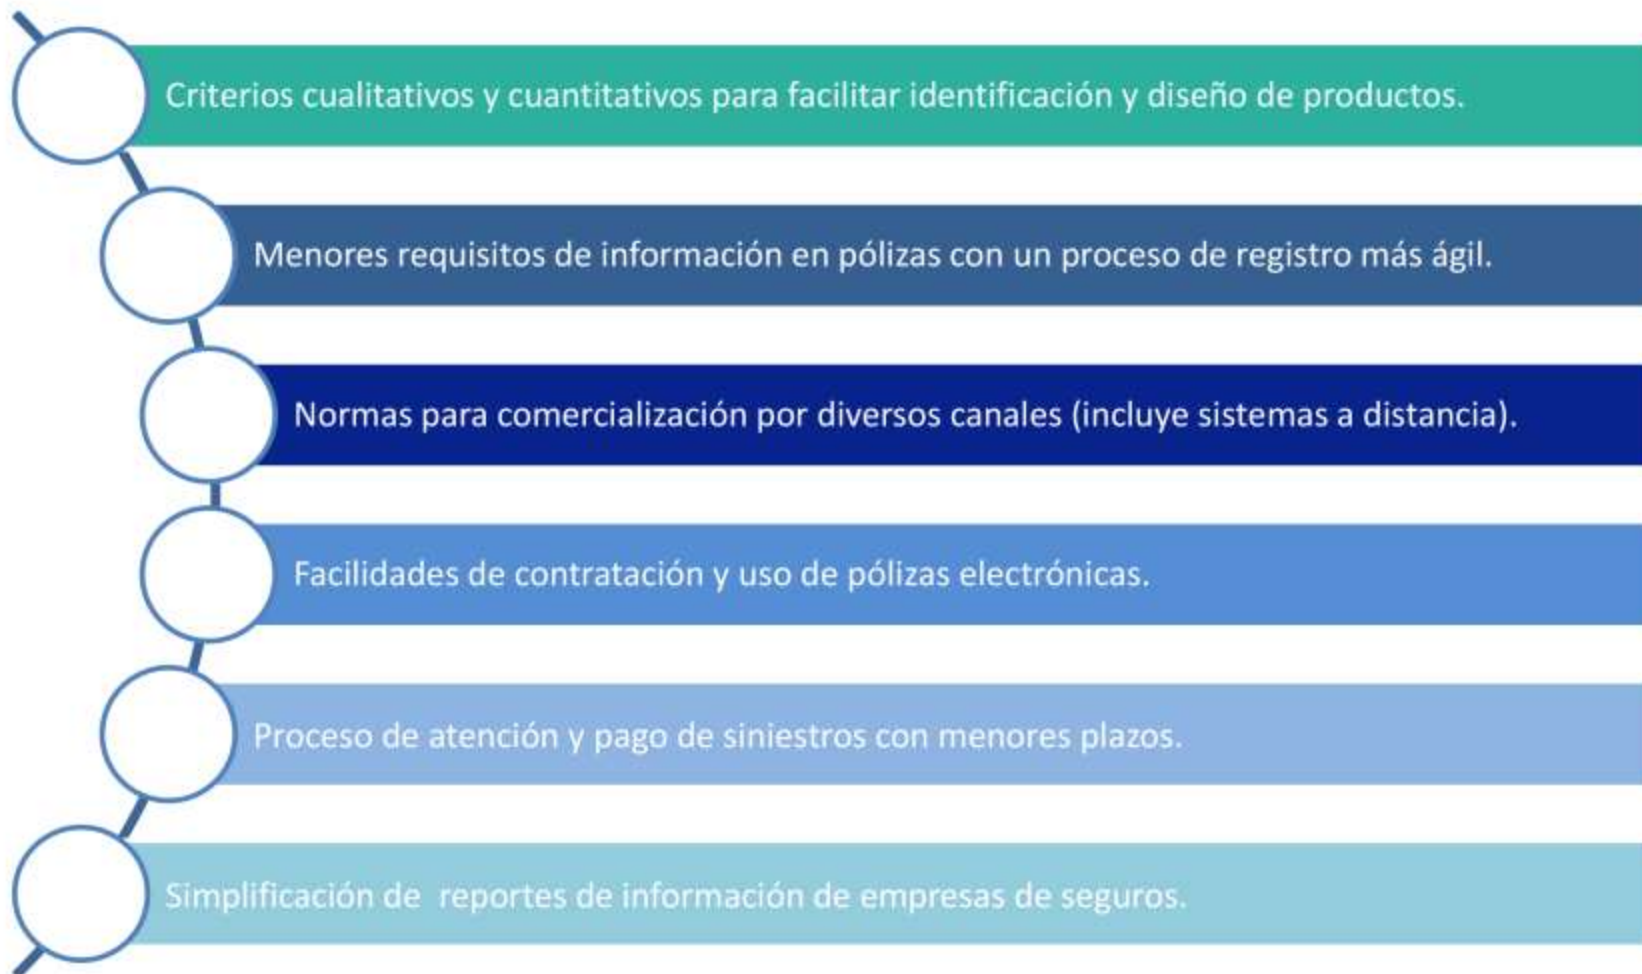 Criterios cualitativos y cuantitativos para facilitar identificación y diseño de productos.
Menores requisitos de información en pólizas con un proceso de registro más ágil.
Normas para comercialización por diversos canales (incluye sistemas a distancia).
Facilidades de contratación y uso de pólizas electrónicas.
Proceso de atención y pago de siniestros con menores plazos.
Simplificación de reportes de información de empresas de seguros.